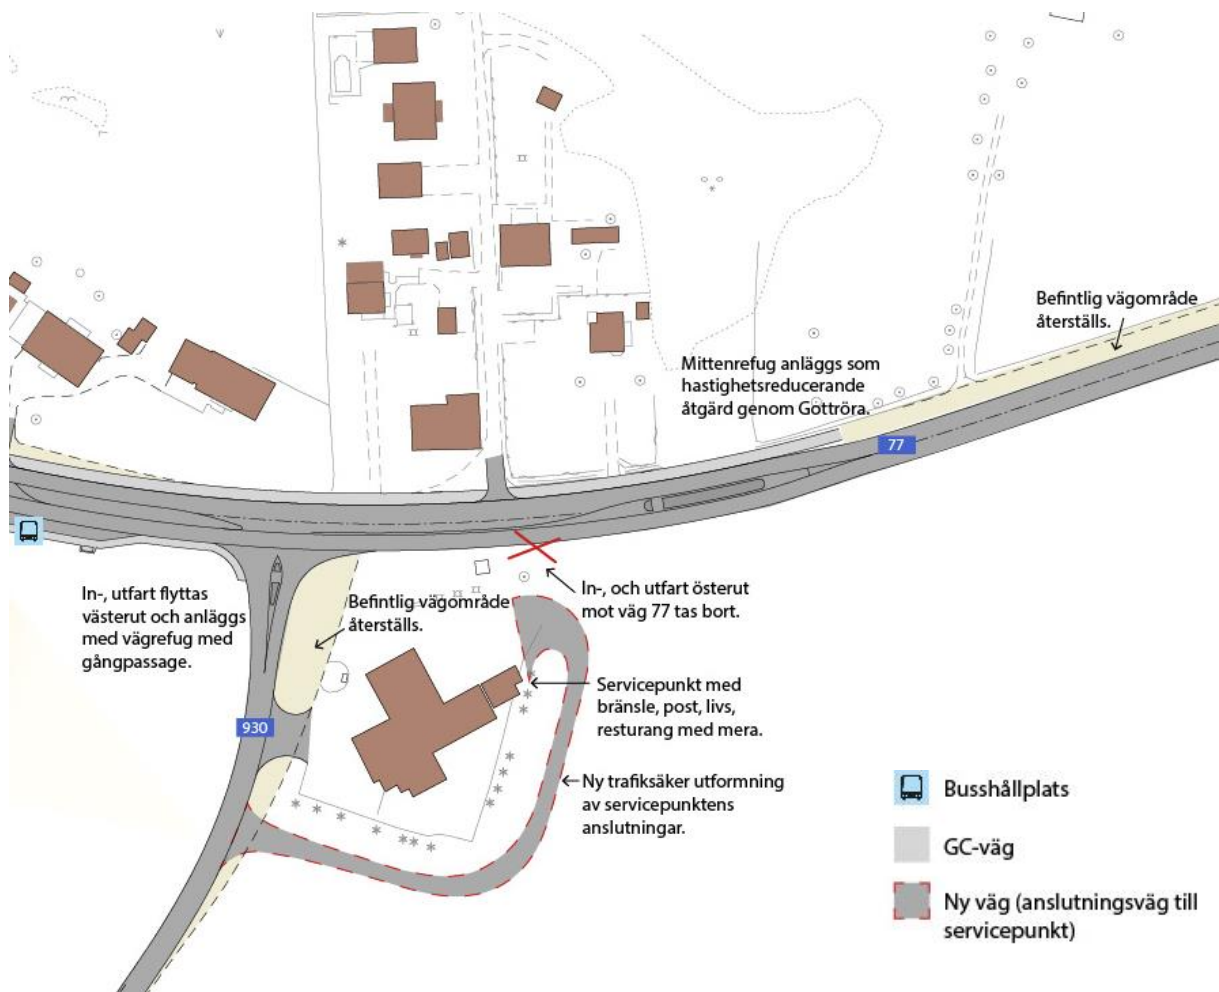 Befintlig vägområde
återställs.
Mittenrefug anläggs som
hastighetsreducerande
åtgärd genom Gottröra.
77
In-, utfart flyttas
västerut och anläggs
med vägrefug med
gångpassage.
Befintlig vägområde
återställs.
In-, och utfart österut
mot väg 77 tas bort.
Servicepunkt med
bränsle, post, livs,
resturang med mera.
930
Ny trafiksäker utformning
av servicepunktens
anslutningar.
Busshållplats
GC-väg
Ny väg (anslutningsväg till
servicepunkt)